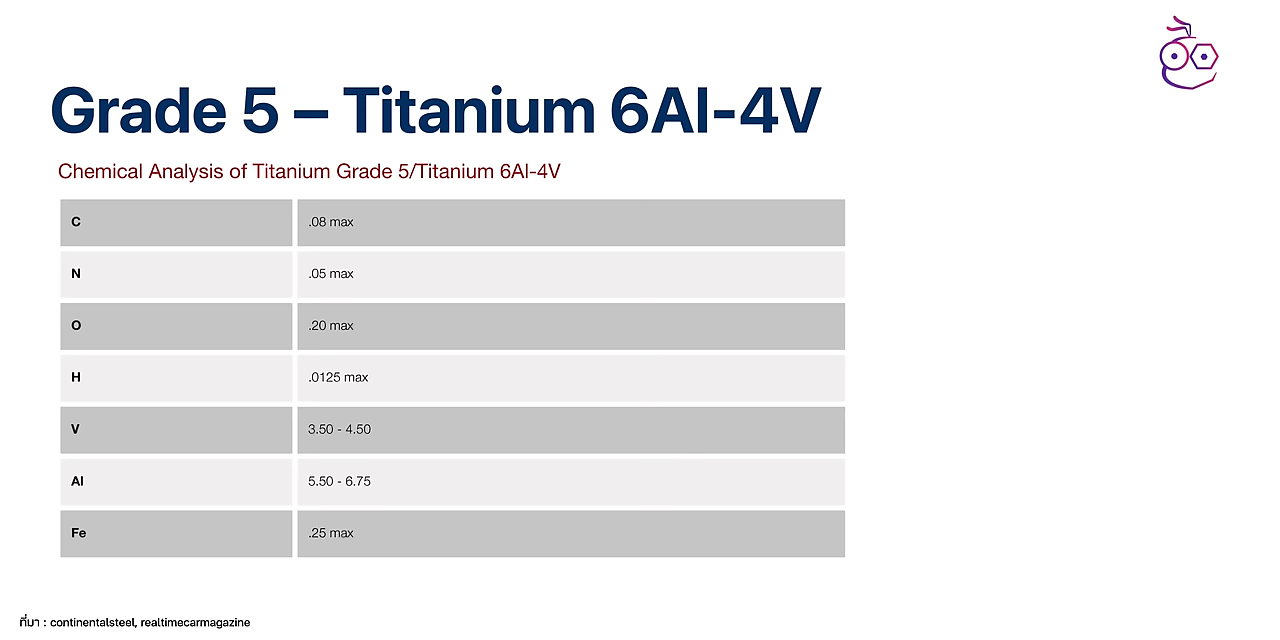 Grade 5 – Titanium 6Al-4V
Chemical Analysis of Titanium Grade 5/Titanium 6Al-4V
C .08 max
N .05 max
O .20 max
H .0125 max
V 3.50 - 4.50
Al 5.50 - 6.75
Fe .25 max
ที่มา : continentalsteel, realtimecarmagazine